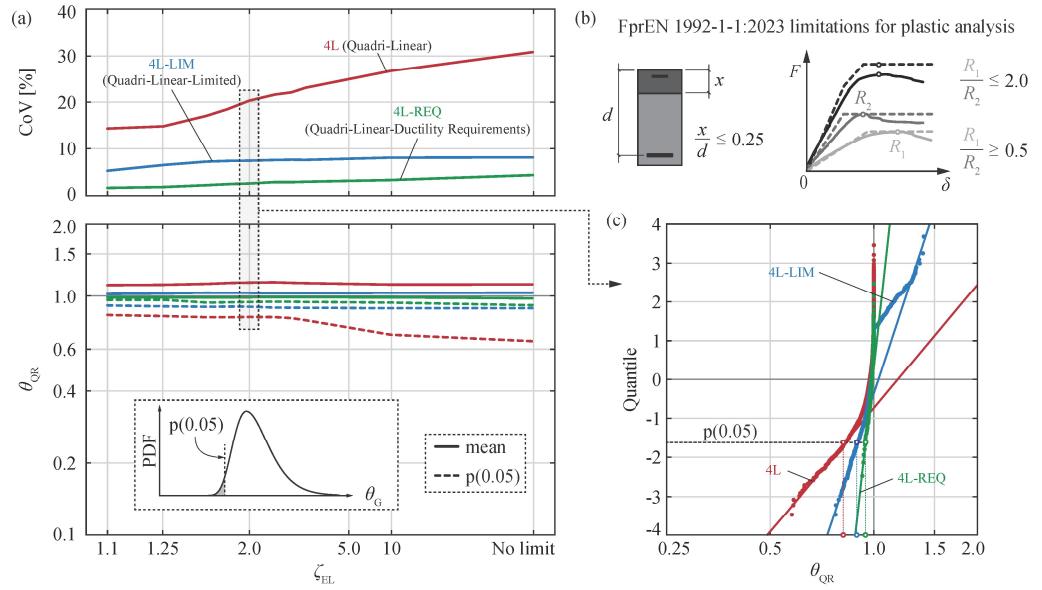 (a)
40
30
20
10
0
CoV [%]
4L (Quadri-Linear)
4L-LIM
(Quadri-Linear-Limited)
4L-REQ
(Quadri-Linear-Ductility Requirements)
2.0
1.5
1.0
0.6
0.4
0.2
0.1
θQR
PDF
p(0.05)
θG
mean
p(0.05)
1.1
1.25
2.0
5.0
10
No limit
ζEL
(b)
FprEN 1992-1-1:2023 limitations for plastic analysis
d
x
x/d ≤ 0.25
F
R2
R1
0
δ
R1/R2 ≤ 2.0
R1/R2 ≥ 0.5
(c)
4
3
2
1
0
-1
-2
-3
-4
Quantile
4L-LIM
p(0.05)
4L
4L-REQ
0.25
0.5
1.0
1.5
2.0
θQR